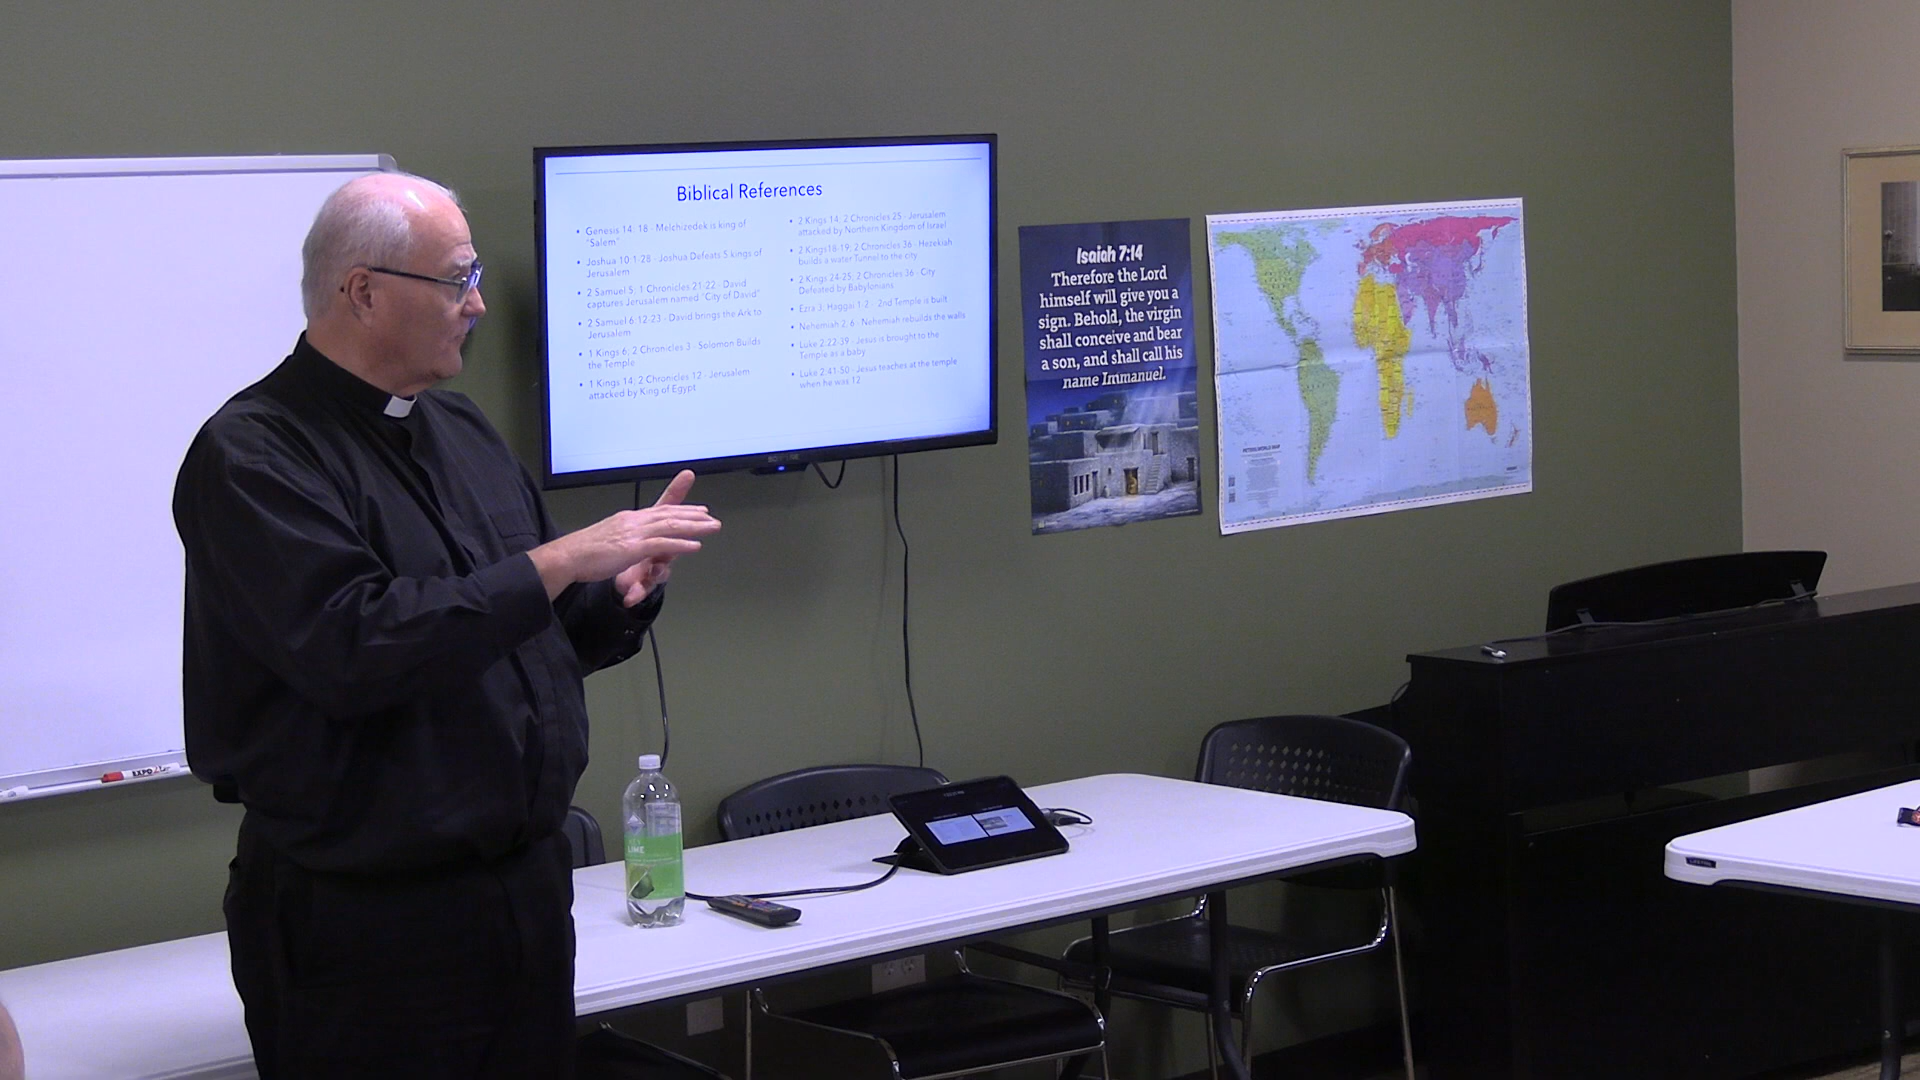 Biblical References
• Genesis 14: 18 - Melchizedek is king of
"Salem"
• Joshua 10:1-28 - Joshua Defeats 5 kings of
Jerusalem
• 2 Samuel 5; 1 Chronicles 21-22 - David
captures Jerusalem named "City of David"
• 2 Samuel 6:12-23 - David brings the Ark to
Jerusalem
• 1 Kings 6; 2 Chronicles 3 - Solomon Builds
the Temple
• 1 Kings 14; 2 Chronicles 12 - Jerusalem
attacked by King of Egypt
• 2 Kings 14; 2 Chronicles 25 - Jerusalem
attacked by Northern Kingdom of Israel
• 2 Kings18-19; 2 Chronicles 36 - Hezekiah
builds a water Tunnel to the city
• 2 Kings 24-25, 2 Chronicles 36 - City
Defeated by Babylonians
• Ezra 3; Haggai 1-2 - 2nd Temple is built
• Nehemiah 2; 6 - Nehemiah rebuilds the walls
• Luke 2:22-39 - Jesus is brought to the
Temple as a baby
• Luke 2:41-50 - Jesus teaches at the temple
when he was 12
Isaiah 7:14
Therefore the Lord
himself will give you a
sign. Behold, the virgin
shall conceive and bear
a son, and shall call his
name Immanuel.
PETERS WORLD MAP
EXPO
LIME
LIFETIME